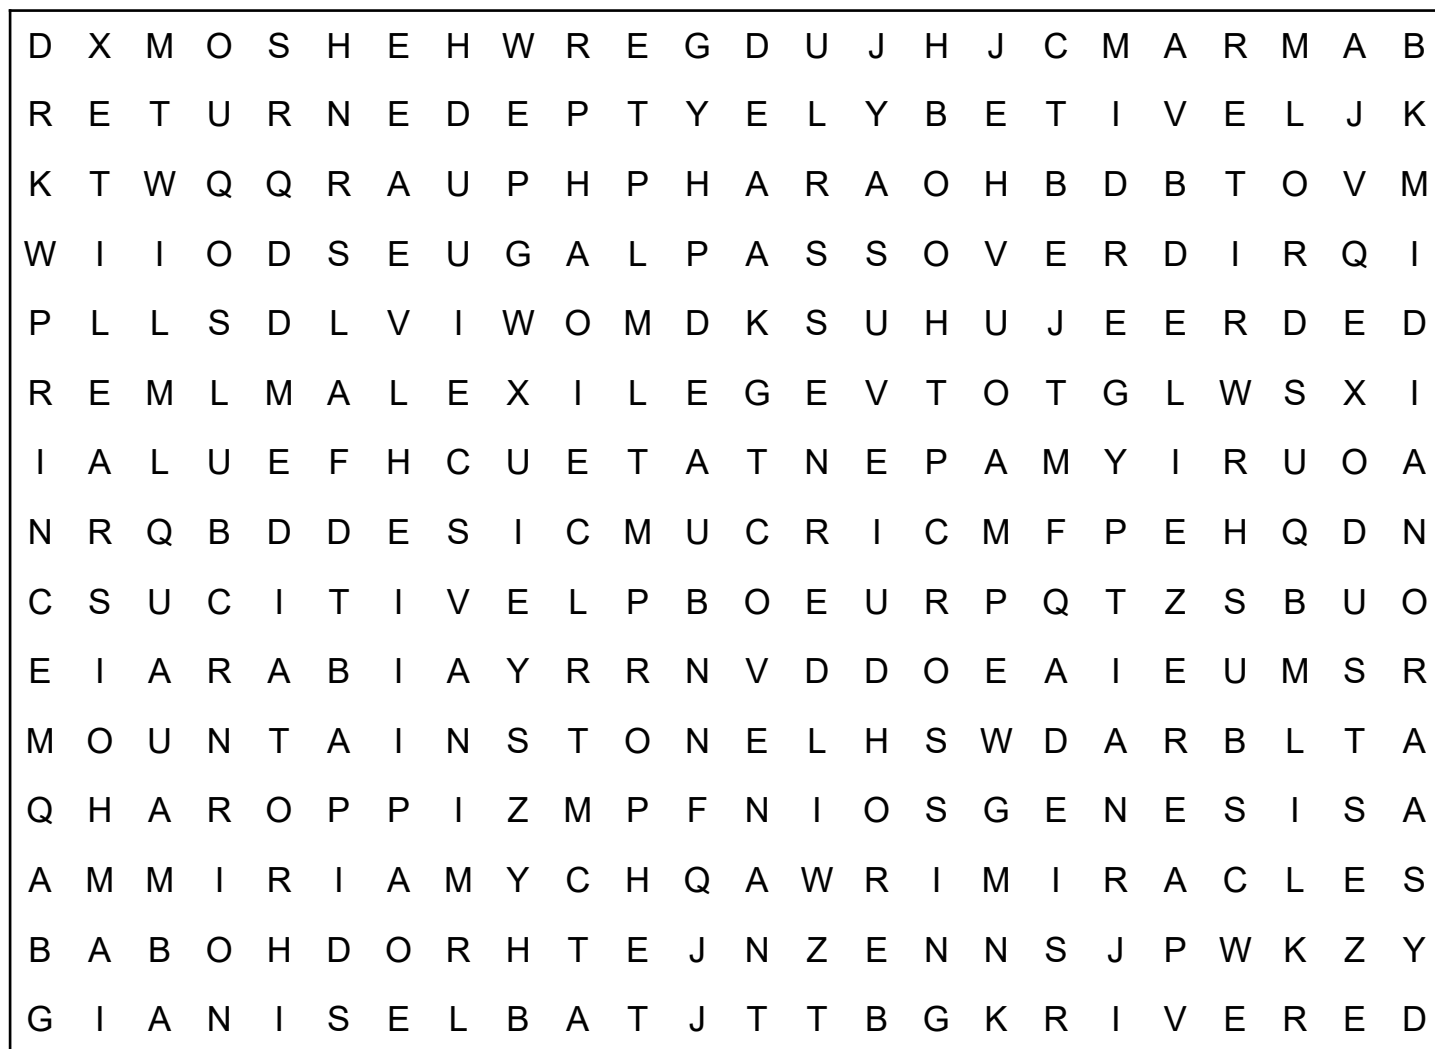 D X M O S H E H W R E G D U J H J C M A R M A B
R E T U R N E D E P T Y E L Y B E T I V E L J K
K T W Q Q R A U P H P H A R A O H B D B T O V M
W I I O D S E U G A L P A S S O V E R D I R Q I
P L L S D L V I W O M D K S U H U J E E R D E D
R E M L M A L E X I L E G E V T O T G L W S X I
I A L U E F H C U E T A T N E P A M Y I R U O A
N R Q B D D E S I C M U C R I C M F P E H Q D N
C S U C I T I V E L P B O E U R P Q T Z S B U O
E I A R A B I A Y R R N V D D O E A I E U M S R
M O U N T A I N S T O N E L H S W D A R B L T A
Q H A R O P P I Z M P F N I O S G E N E S I S A
A M M I R I A M Y C H Q A W R I M I R A C L E S
B A B O H D O R H T E J N Z E N N S J P W K Z Y
G I A N I S E L B A T J T T B G K R I V E R E D